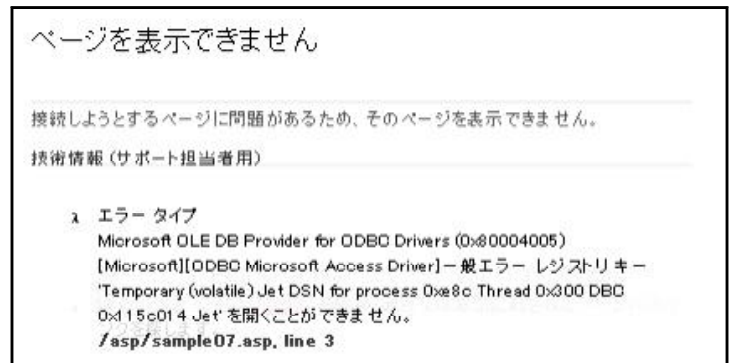 ページを表示できません
接続しようとするページに問題があるため、そのページを表示できません。
技術情報（サポート担当者用）
λ エラー タイプ
Microsoft OLE DB Provider for ODBC Drivers (0x80004005)
[Microsoft][ODBC Microsoft Access Driver]一般エラー レジストリ キー
'Temporary (volatile) Jet DSN for process 0xe8c Thread 0x300 DBC
0x115c014 Jet' を開くことができません。
/asp/sample07.asp, line 3